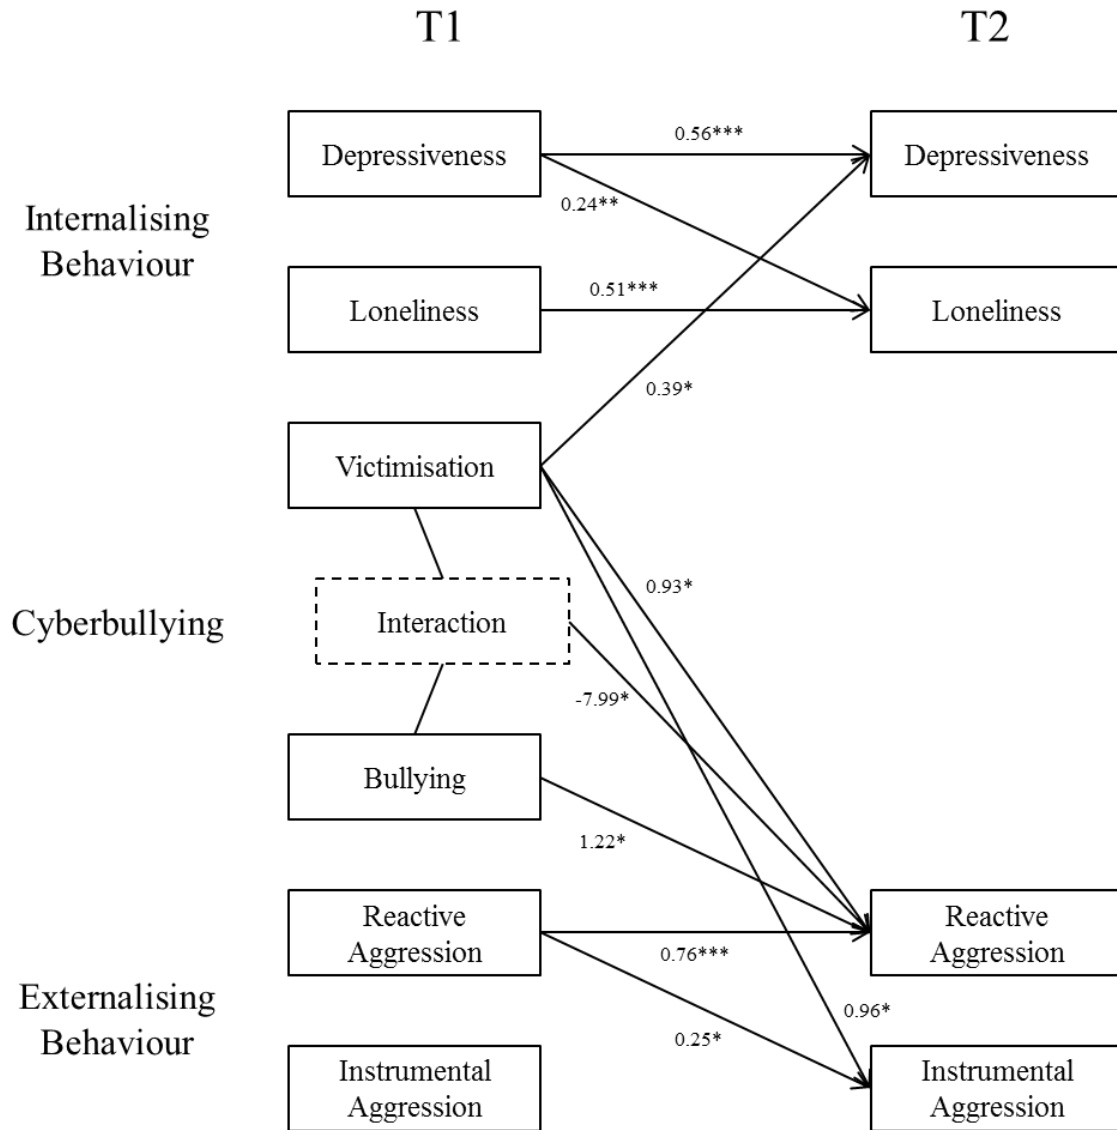 T1
T2
Depressiveness
0.56***
Depressiveness
Internalising
Behaviour
0.24**
Loneliness
0.51***
Loneliness
0.39*
Victimisation
0.93*
Cyberbullying
Interaction
-7.99*
Bullying
1.22*
Reactive
Aggression
0.76***
Reactive
Aggression
Externalising
Behaviour
0.96*
0.25*
Instrumental
Aggression
Instrumental
Aggression